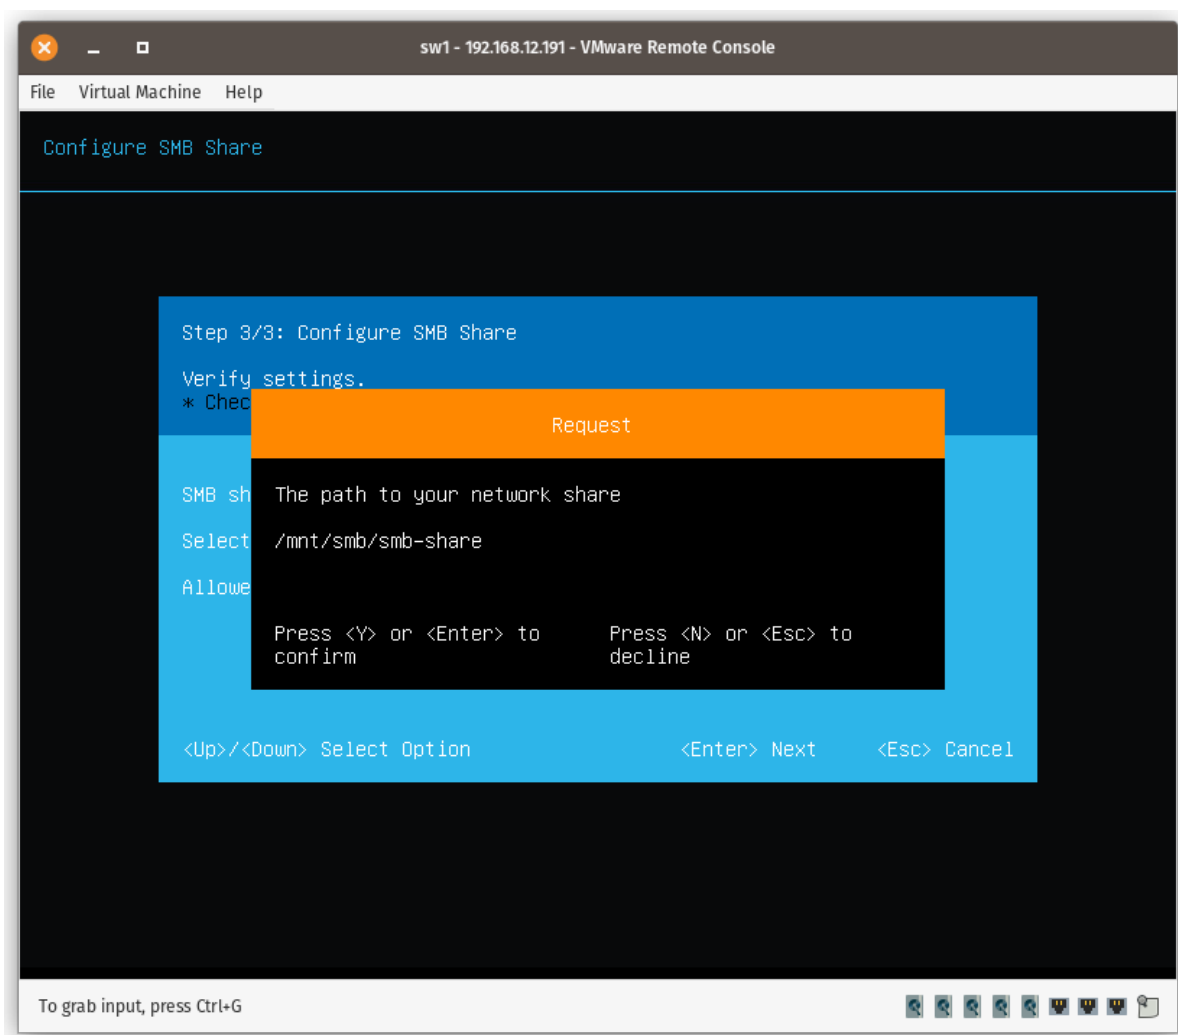 sw1 - 192.168.12.191 - VMware Remote Console
File Virtual Machine Help
Configure SMB Share
Step 3/3: Configure SMB Share
Verify settings.
* Chec
Request
SMB sh
The path to your network share
Select
/mnt/smb/smb-share
Allowe
Press <Y> or <Enter> to Press <N> or <Esc> to
confirm decline
<Up>/<Down> Select Option <Enter> Next <Esc> Cancel
To grab input, press Ctrl+G